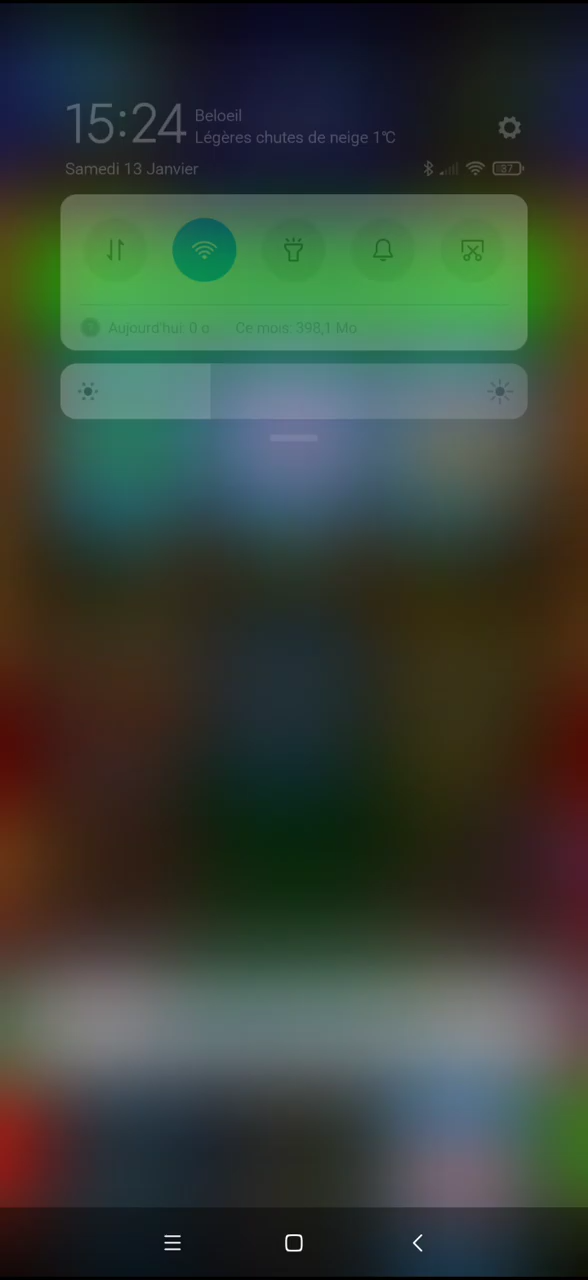 15:24
Beloeil
Légères chutes de neige 1°C
Samedi 13 Janvier
87
Aujourd'hui: 0 o Ce mois: 398,1 Mo